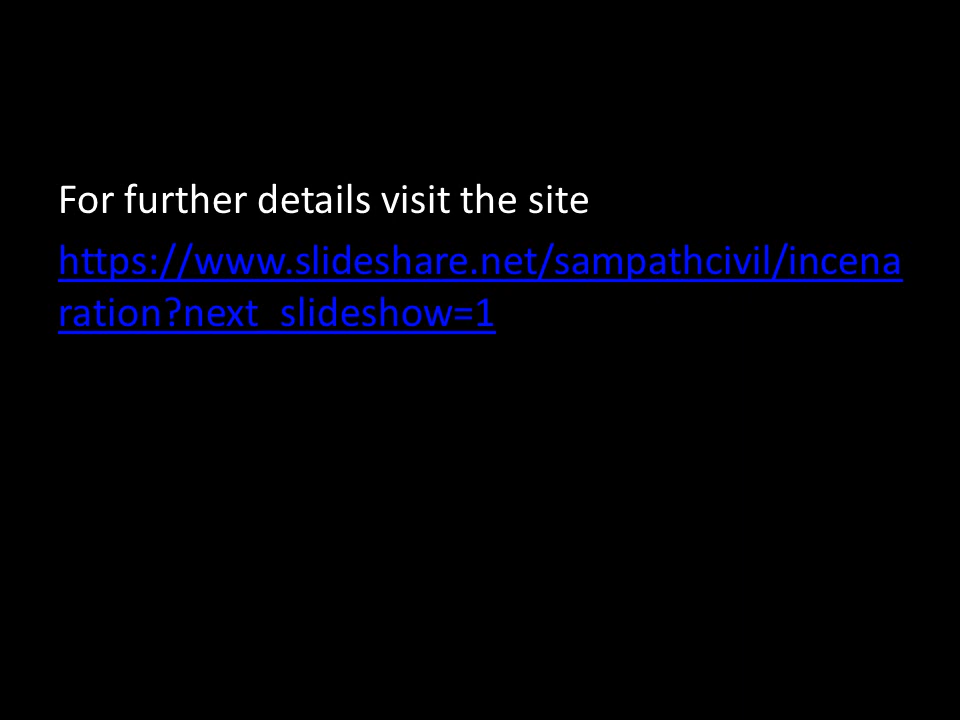 For further details visit the site
https://www.slideshare.net/sampathcivil/incena
ration?next_slideshow=1